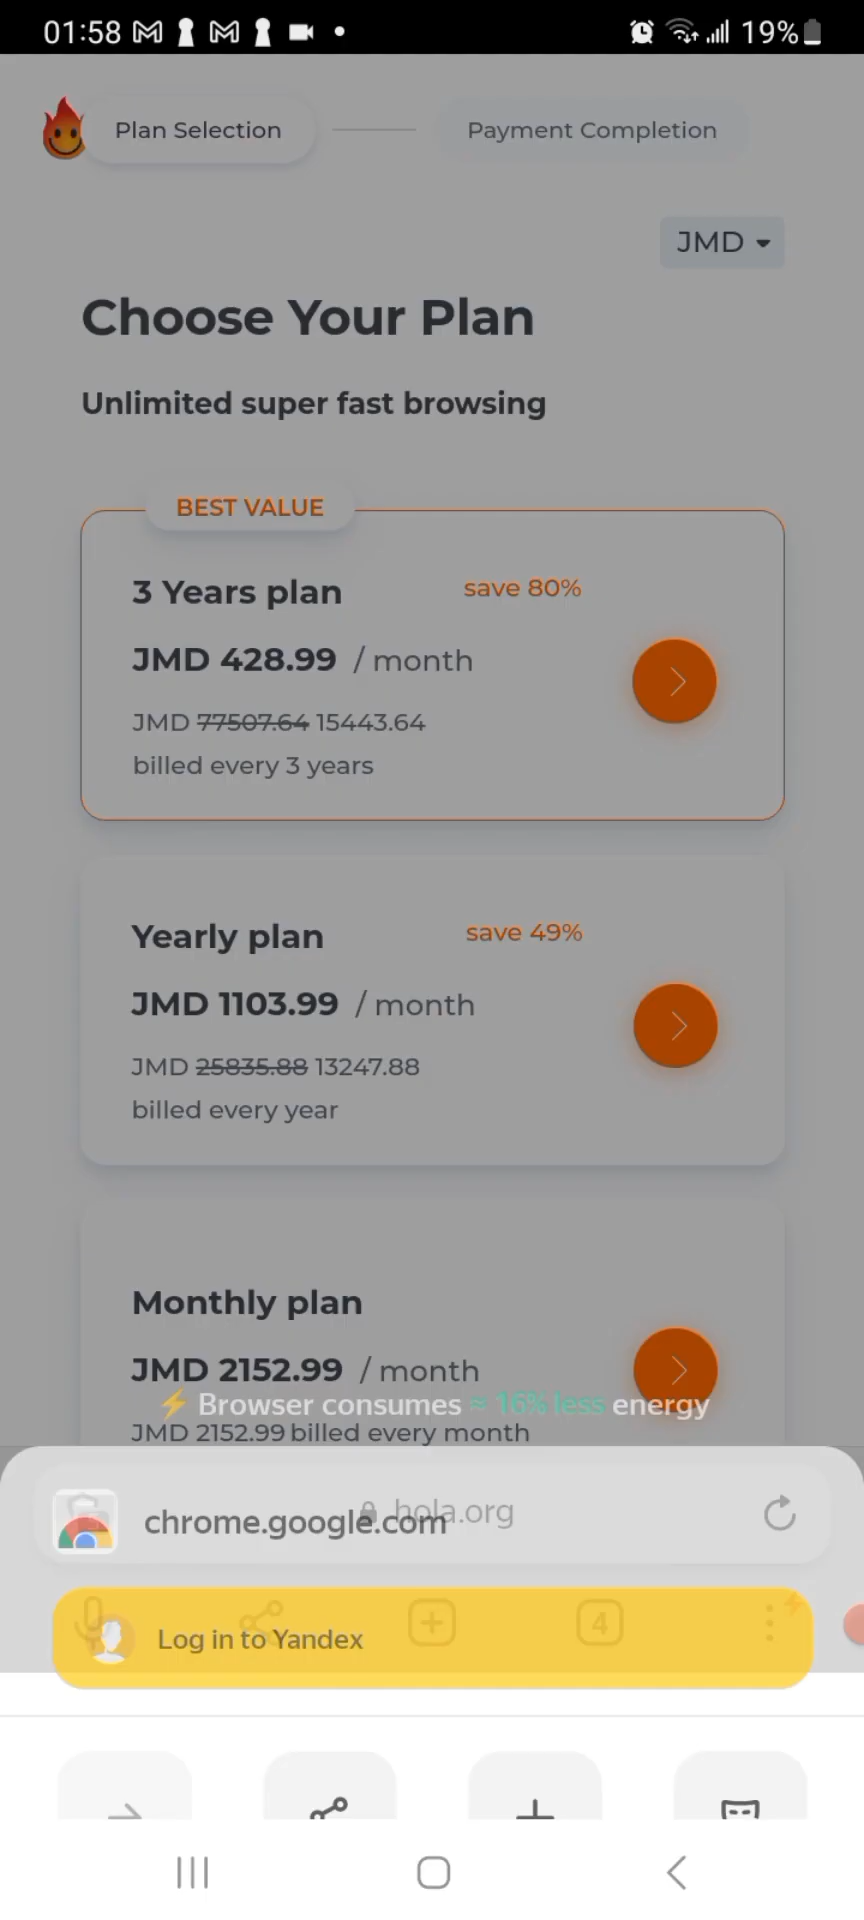 01:58
19%
Plan Selection
Payment Completion
JMD
Choose Your Plan
Unlimited super fast browsing
BEST VALUE
3 Years plan
save 80%
JMD 428.99 / month
JMD 77507.64 15443.64
billed every 3 years
Yearly plan
save 49%
JMD 1103.99 / month
JMD 25835.88 13247.88
billed every year
Monthly plan
JMD 2152.99 / month
⚡ Browser consumes ≈ 16% less energy
JMD 2152.99 billed every month
chrome.google.com
hola.org
4
Log in to Yandex